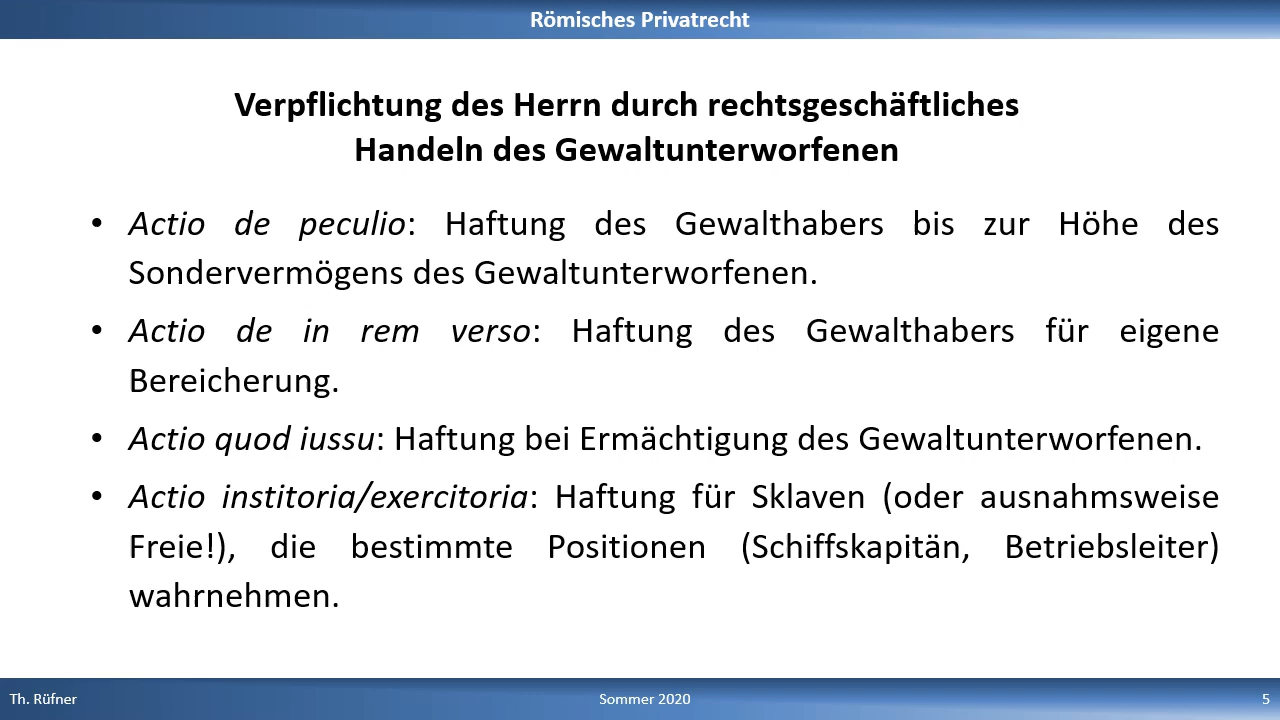 Römisches Privatrecht
Verpflichtung des Herrn durch rechtsgeschäftliches
Handeln des Gewaltunterworfenen
• Actio de peculio: Haftung des Gewalthabers bis zur Höhe des
Sondervermögens des Gewaltunterworfenen.
• Actio de in rem verso: Haftung des Gewalthabers für eigene
Bereicherung.
• Actio quod iussu: Haftung bei Ermächtigung des Gewaltunterworfenen.
• Actio institoria/exercitoria: Haftung für Sklaven (oder ausnahmsweise
Freie!), die bestimmte Positionen (Schiffskapitän, Betriebsleiter)
wahrnehmen.
Th. Rüfner
Sommer 2020
5